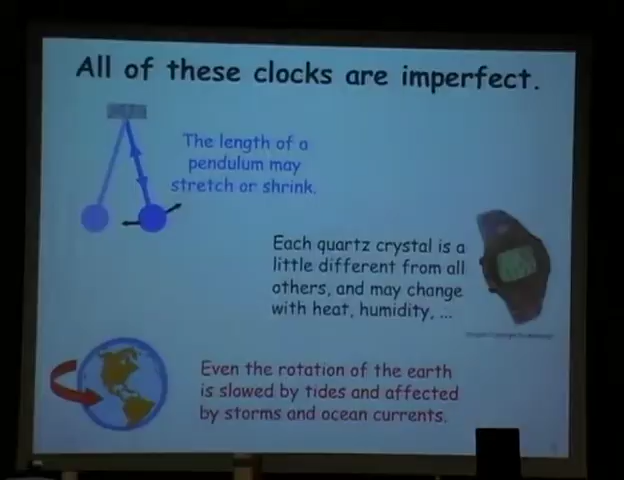 All of these clocks are imperfect.
The length of a
pendulum may
stretch or shrink.
Each quartz crystal is a
little different from all
others, and may change
with heat, humidity, ...
Even the rotation of the earth
is slowed by tides and affected
by storms and ocean currents.